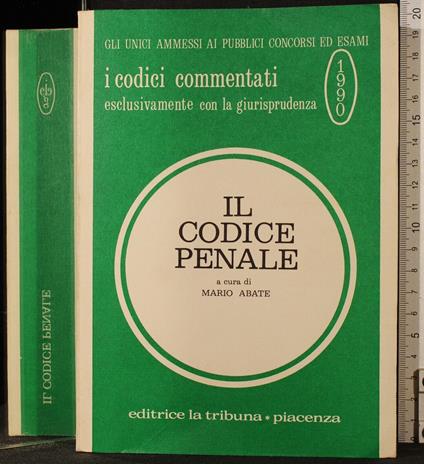 GLI UNICI AMMESSI AI PUBBLICI CONCORSI ED ESAMI
i codici commentati
esclusivamente con la giurisprudenza
1990
IL
CODICE
PENALE
a cura di
MARIO ABATE
editrice la tribuna * piacenza
IL CODICE PENALE